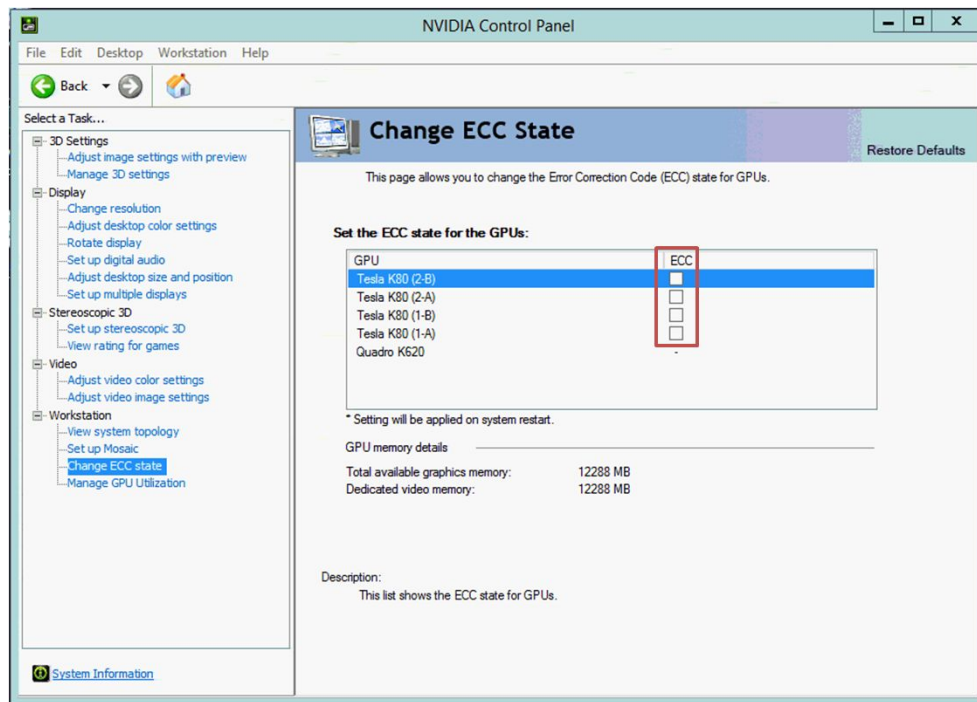 NVIDIA Control Panel
File Edit Desktop Workstation Help
Back
Select a Task...
3D Settings
Adjust image settings with preview
Manage 3D settings
Display
Change resolution
Adjust desktop color settings
Rotate display
Set up digital audio
Adjust desktop size and position
Set up multiple displays
Stereoscopic 3D
Set up stereoscopic 3D
View rating for games
Video
Adjust video color settings
Adjust video image settings
Workstation
View system topology
Set up Mosaic
Change ECC state
Manage GPU Utilization
System Information
Change ECC State
Restore Defaults
This page allows you to change the Error Correction Code (ECC) state for GPUs.
Set the ECC state for the GPUs:
GPU ECC
Tesla K80 (2-B)
Tesla K80 (2-A)
Tesla K80 (1-B)
Tesla K80 (1-A)
Quadro K620 -
* Setting will be applied on system restart.
GPU memory details
Total available graphics memory: 12288 MB
Dedicated video memory: 12288 MB
Description:
This list shows the ECC state for GPUs.